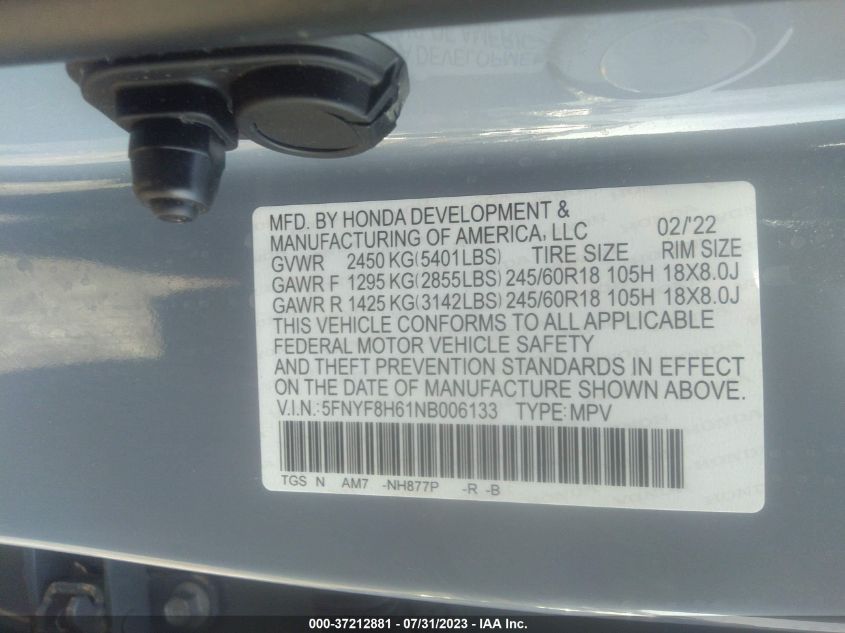 MFD. BY HONDA DEVELOPMENT &
MANUFACTURING OF AMERICA, LLC 02/'22
GVWR 2450 KG(5401LBS) TIRE SIZE RIM SIZE
GAWR F 1295 KG(2855LBS) 245/60R18 105H 18X8.0J
GAWR R 1425 KG(3142LBS) 245/60R18 105H 18X8.0J
THIS VEHICLE CONFORMS TO ALL APPLICABLE
FEDERAL MOTOR VEHICLE SAFETY
AND THEFT PREVENTION STANDARDS IN EFFECT
ON THE DATE OF MANUFACTURE SHOWN ABOVE.
V.I.N.:5FNYF8H61NB006133 TYPE:MPV
TGS N AM7 -NH877P -R -B
000-37212881 - 07/31/2023 - IAA Inc.